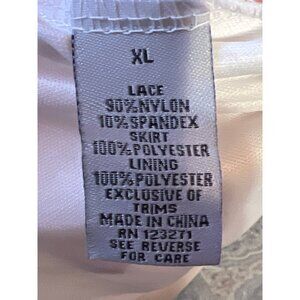 XL
LACE
90%NYLON
10%SPANDEX
SKIRT
100%POLYESTER
LINING
100%POLYESTER
EXCLUSIVE OF
TRIMS
MADE IN CHINA
RN 123271
SEE REVERSE
FOR CARE